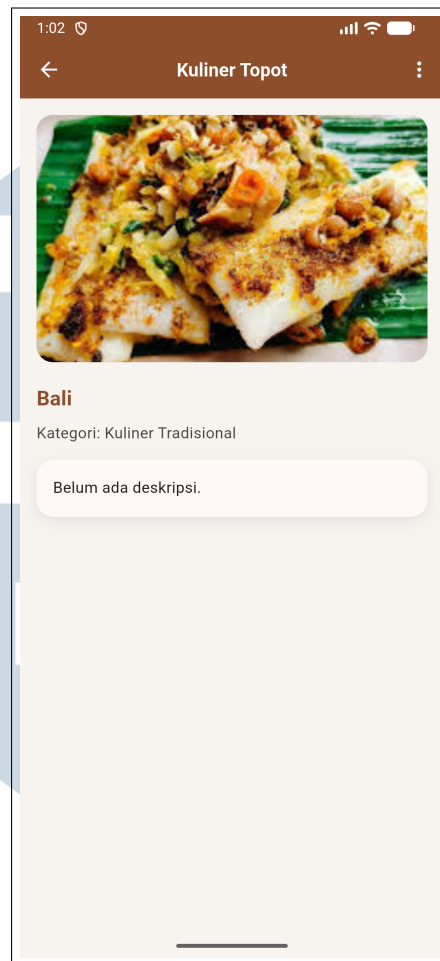 1:02
Kuliner Topot
Bali
Kategori: Kuliner Tradisional
Belum ada deskripsi.